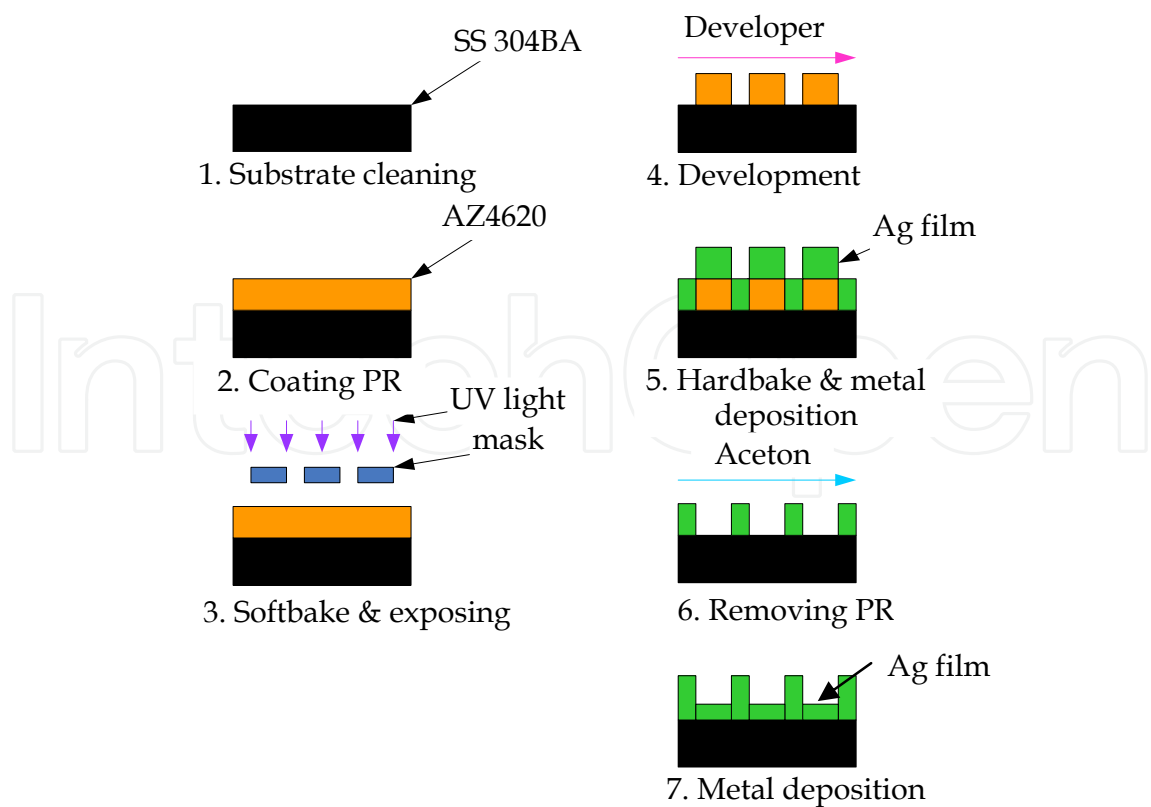 SS 304BA
1. Substrate cleaning
AZ4620
2. Coating PR
UV light
mask
3. Softbake & exposing
Developer
4. Development
Ag film
5. Hardbake & metal
deposition
Aceton
6. Removing PR
Ag film
7. Metal deposition
IntechOpen